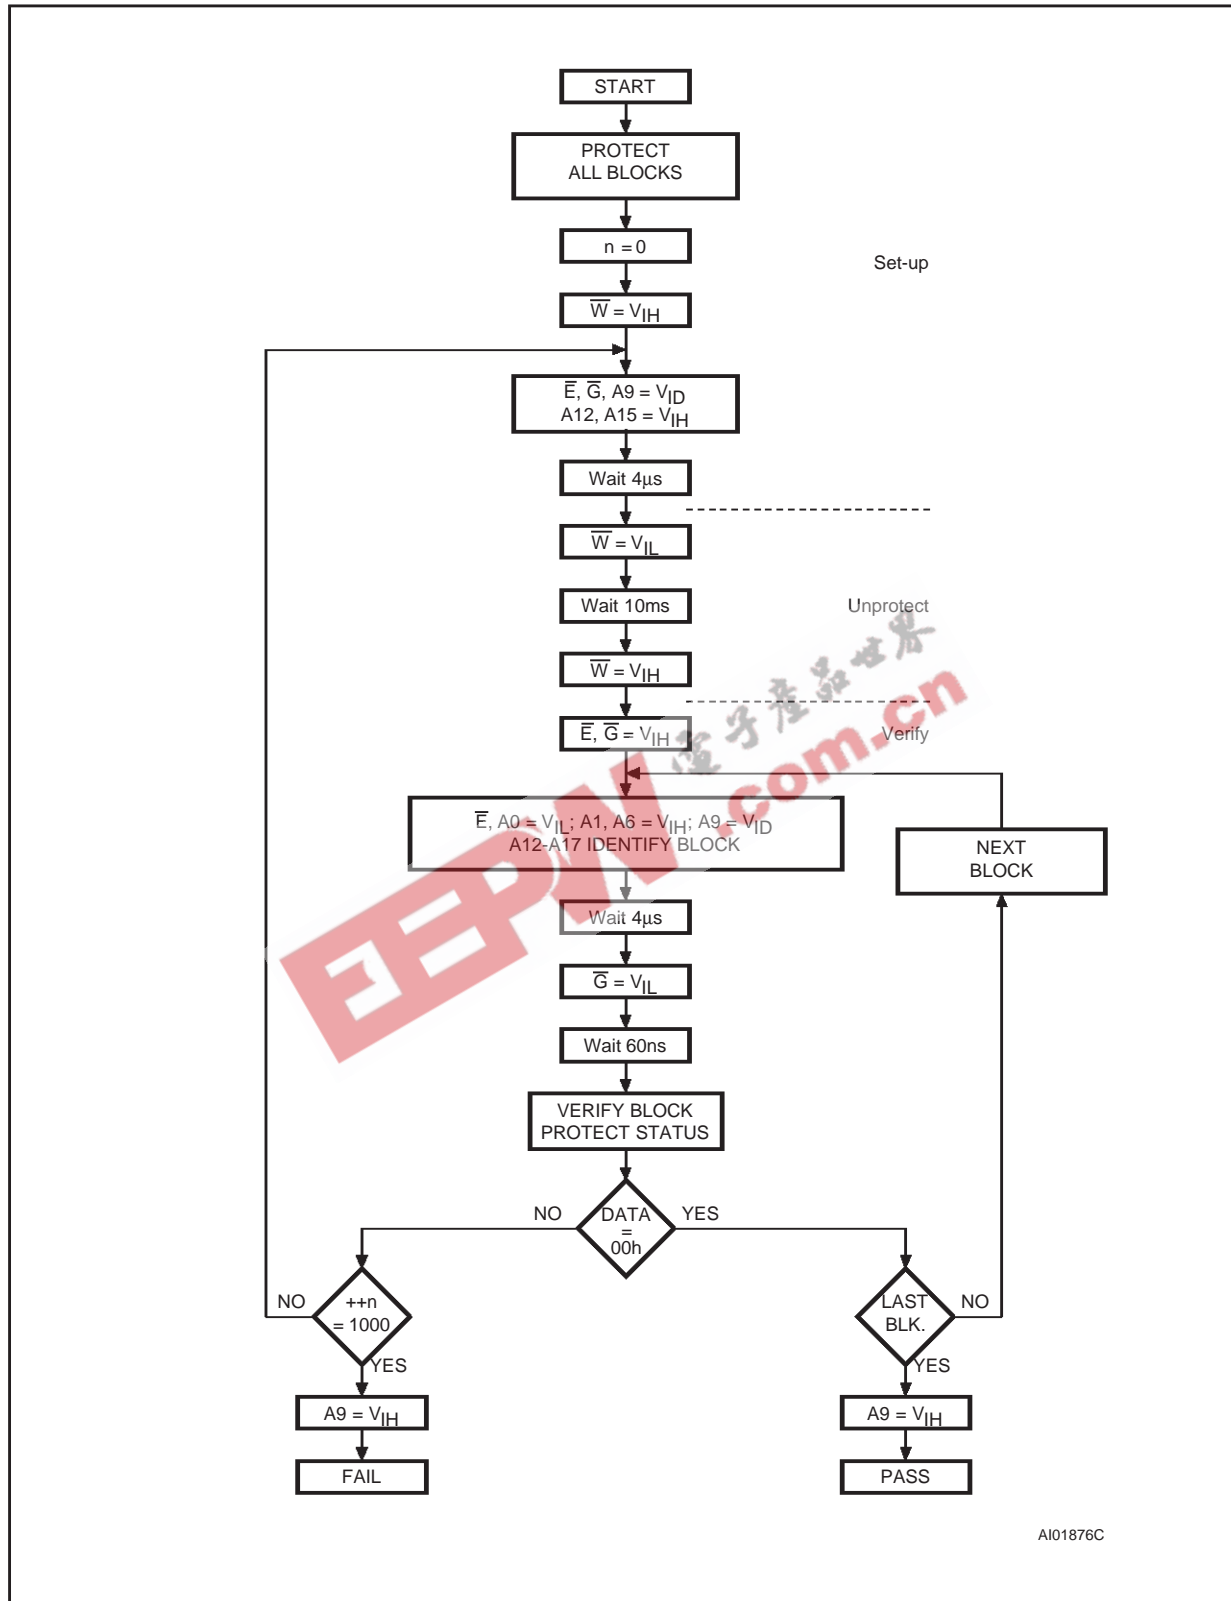 START
PROTECT
ALL BLOCKS
n = 0
Set-up
W̅ = VIH
E̅, G̅, A9 = VID
A12, A15 = VIH
Wait 4µs
W̅ = VIL
Wait 10ms
Unprotect
W̅ = VIH
E̅, G̅ = VIH
Verify
電子產品世界
EEPW.com.cn
E̅, A0 = VIL; A1, A6 = VIH; A9 = VID
A12-A17 IDENTIFY BLOCK
NEXT
BLOCK
Wait 4µs
G̅ = VIL
Wait 60ns
VERIFY BLOCK
PROTECT STATUS
NO
DATA
=
00h
YES
NO
++n
= 1000
YES
LAST
BLK.
NO
YES
A9 = VIH
A9 = VIH
FAIL
PASS
AI01876C